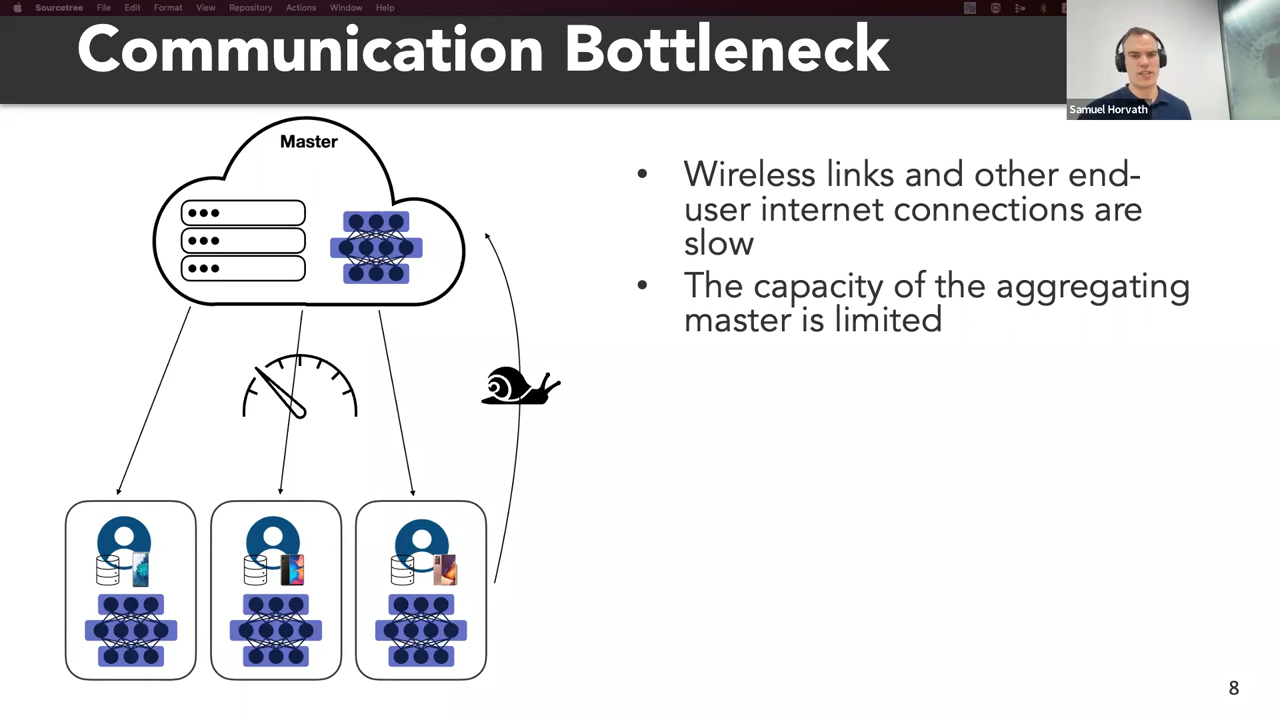 Sourcetree File Edit Format View Repository Actions Window Help
Communication Bottleneck
Samuel Horvath
Master
• Wireless links and other end-
user internet connections are
slow
• The capacity of the aggregating
master is limited
8